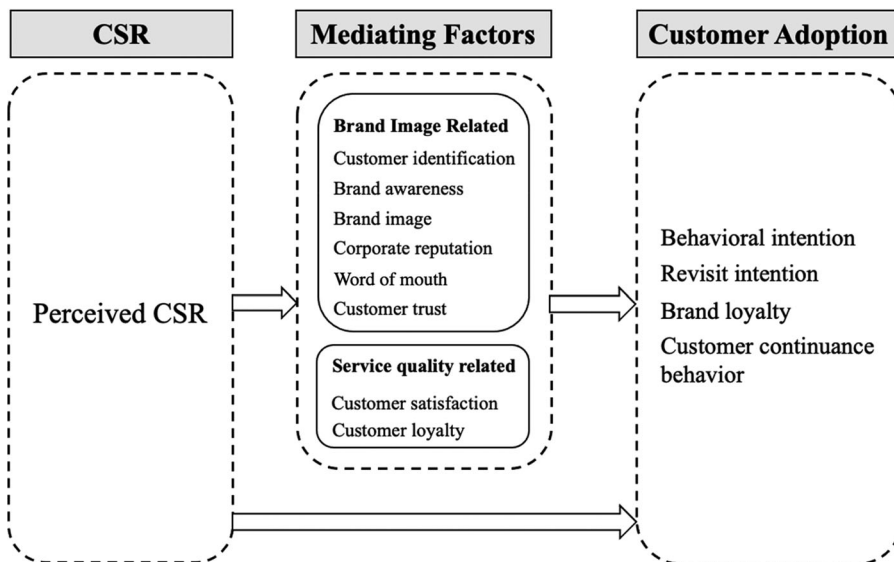 CSR
Mediating Factors
Customer Adoption
Perceived CSR
Brand Image Related
Customer identification
Brand awareness
Brand image
Corporate reputation
Word of mouth
Customer trust
Service quality related
Customer satisfaction
Customer loyalty
Behavioral intention
Revisit intention
Brand loyalty
Customer continuance
behavior